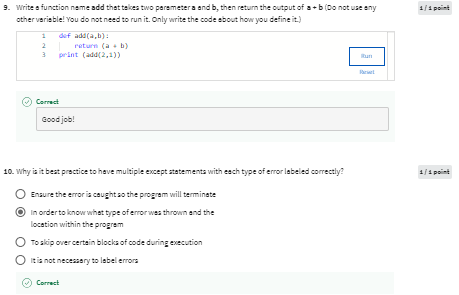 9. Write a function name add that takes two parameter a and b, then return the output of a + b (Do not use any
1 / 1 point
other variable! You do not need to run it. Only write the code about how you define it.)
1 def add(a,b):
2 return (a + b)
3 print (add(2,1))
Run
Reset
Correct
Good job!
10. Why is it best practice to have multiple except statements with each type of error labeled correctly?
1 / 1 point
Ensure the error is caught so the program will terminate
In order to know what type of error was thrown and the
location within the program
To skip over certain blocks of code during execution
It is not necessary to label errors
Correct